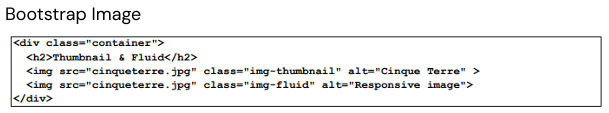 Bootstrap Image
<div class="container">
  <h2>Thumbnail & Fluid</h2>
  <img src="cinqueterre.jpg" class="img-thumbnail" alt="Cinque Terre" >
  <img src="cinqueterre.jpg" class="img-fluid" alt="Responsive image">
</div>